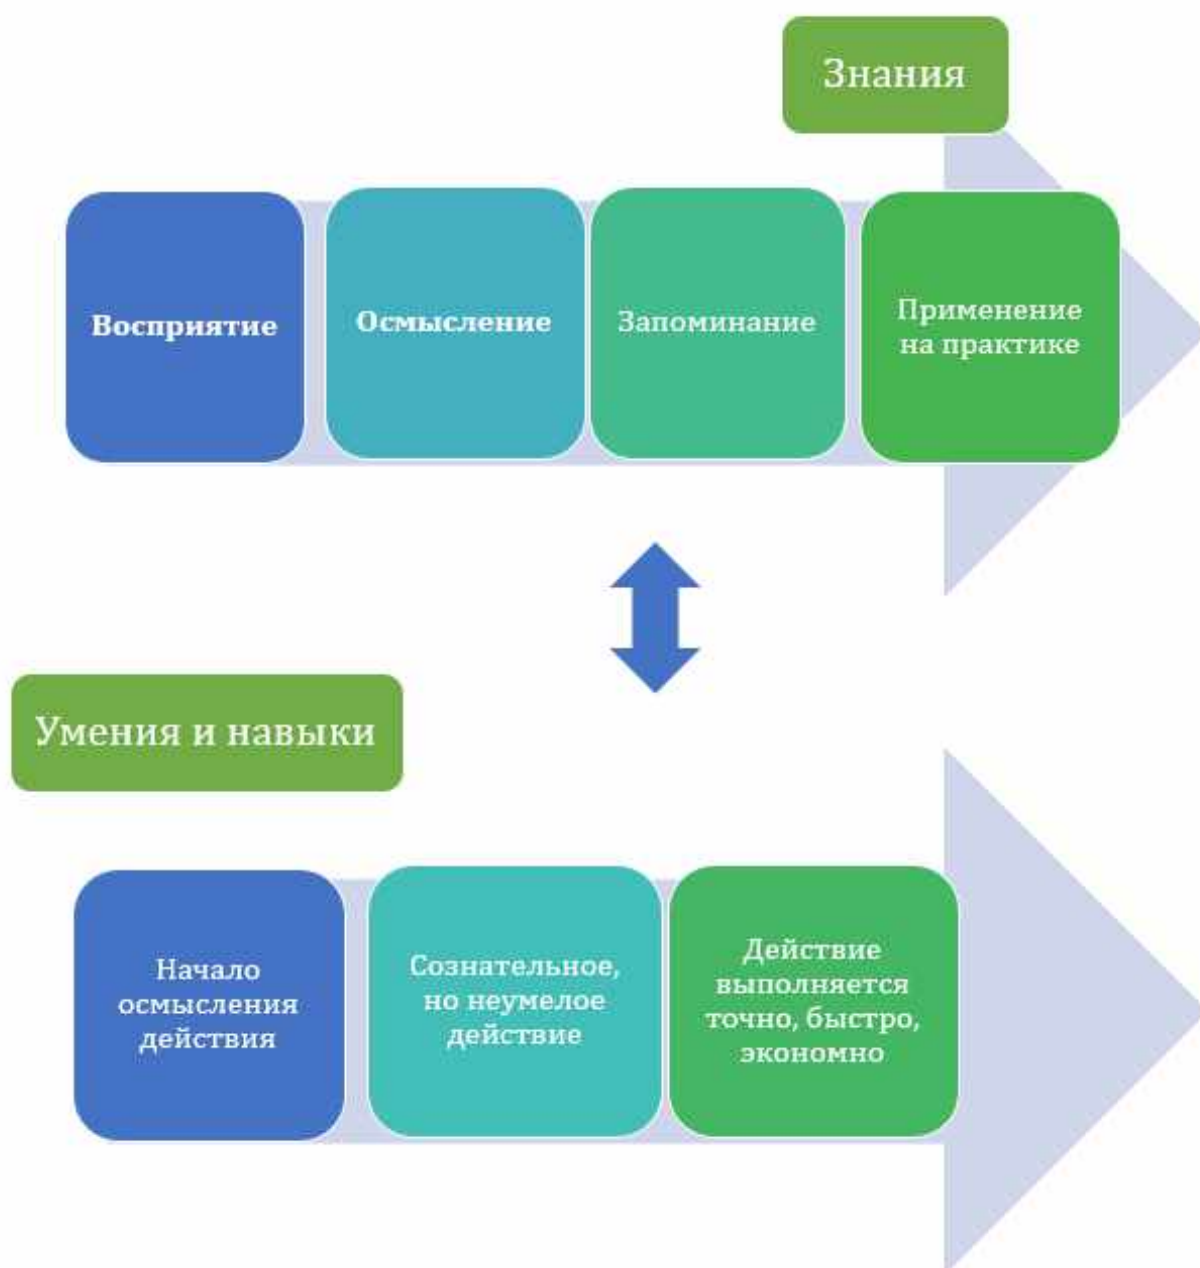 Знания
Восприятие
Осмысление
Запоминание
Применение
на практике
Умения и навыки
Начало
осмысления
действия
Сознательное,
но неумелое
действие
Действие
выполняется
точно, быстро,
экономно